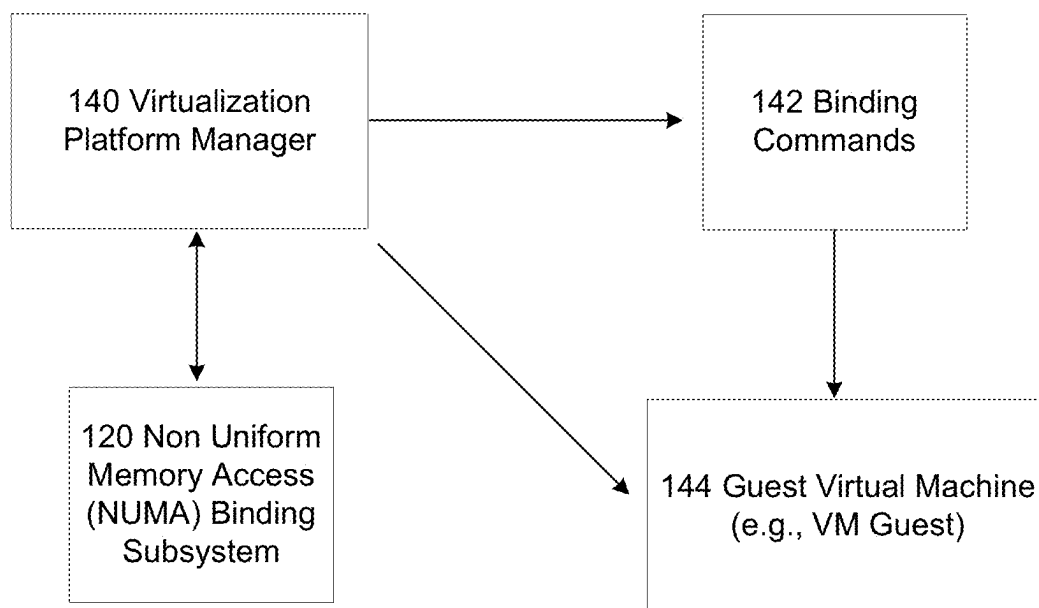 140 Virtualization
Platform Manager
142 Binding
Commands
120 Non Uniform
Memory Access
(NUMA) Binding
Subsystem
144 Guest Virtual Machine
(e.g., VM Guest)